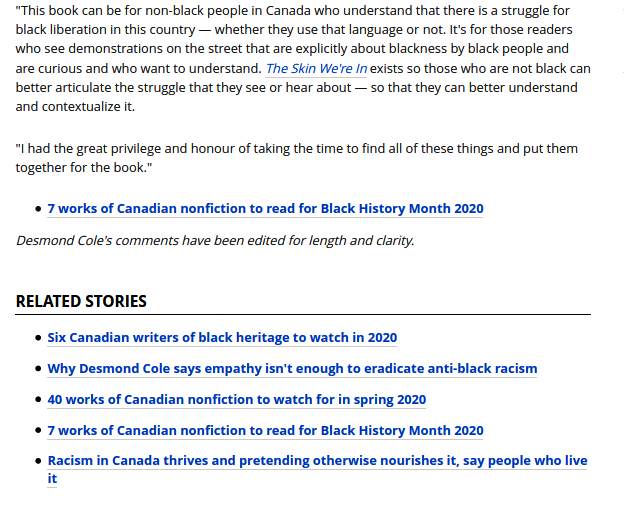 "This book can be for non-black people in Canada who understand that there is a struggle for
black liberation in this country — whether they use that language or not. It's for those readers
who see demonstrations on the street that are explicitly about blackness by black people and
are curious and who want to understand. The Skin We're In exists so those who are not black can
better articulate the struggle that they see or hear about — so that they can better understand
and contextualize it.
"I had the great privilege and honour of taking the time to find all of these things and put them
together for the book."
• 7 works of Canadian nonfiction to read for Black History Month 2020
Desmond Cole's comments have been edited for length and clarity.
RELATED STORIES
• Six Canadian writers of black heritage to watch in 2020
• Why Desmond Cole says empathy isn't enough to eradicate anti-black racism
• 40 works of Canadian nonfiction to watch for in spring 2020
• 7 works of Canadian nonfiction to read for Black History Month 2020
• Racism in Canada thrives and pretending otherwise nourishes it, say people who live
it